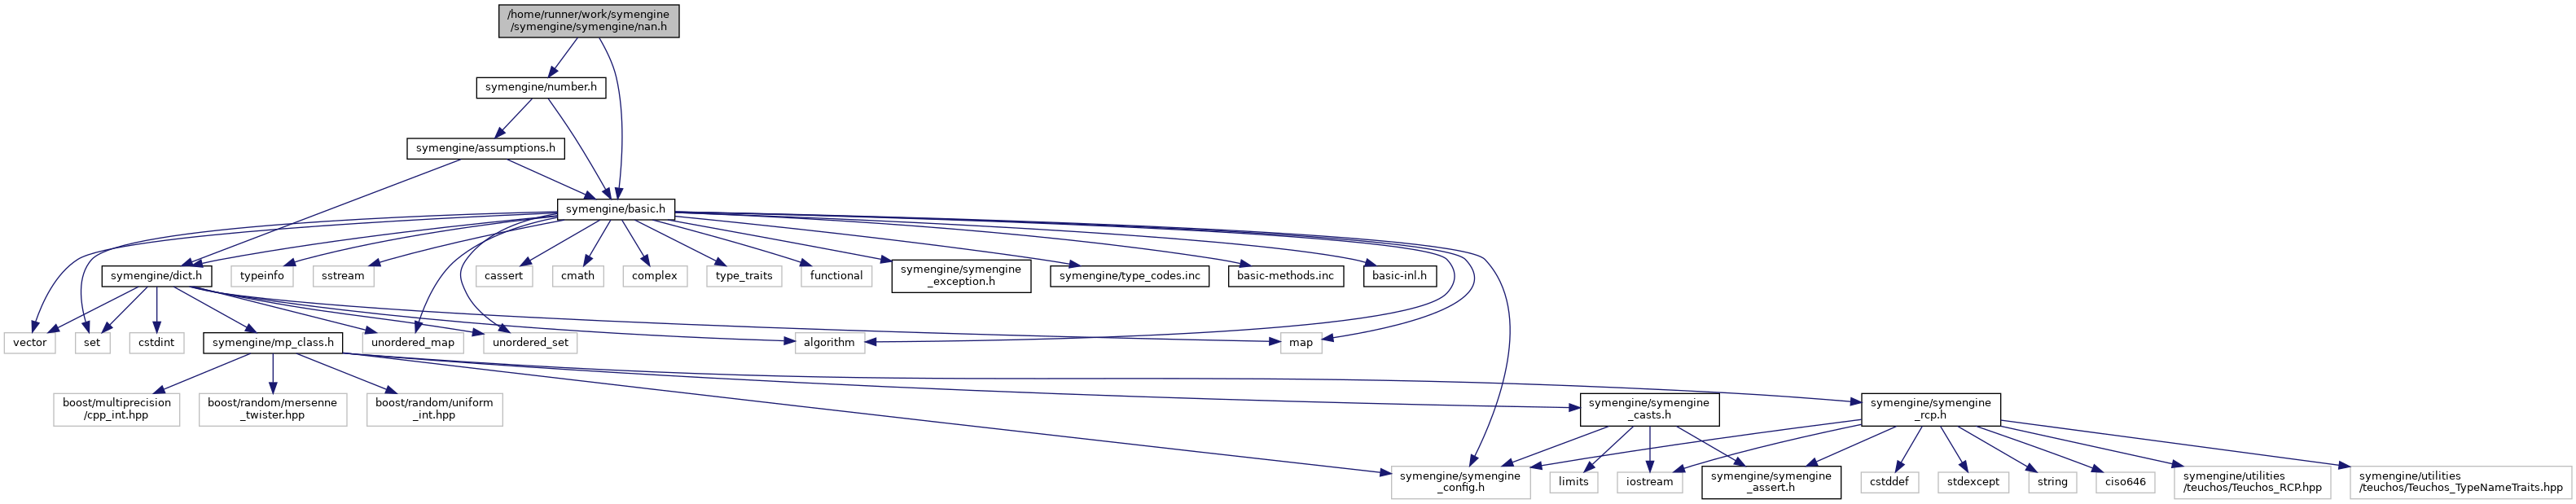 /home/runner/work/symengine
/symengine/symengine/nan.h
symengine/number.h
symengine/assumptions.h
symengine/basic.h
symengine/dict.h
typeinfo
sstream
cassert
cmath
complex
type_traits
functional
symengine/symengine
_exception.h
symengine/type_codes.inc
basic-methods.inc
basic-inl.h
vector
set
cstdint
symengine/mp_class.h
unordered_map
unordered_set
algorithm
map
boost/multiprecision
/cpp_int.hpp
boost/random/mersenne
_twister.hpp
boost/random/uniform
_int.hpp
symengine/symengine
_casts.h
symengine/symengine
_rcp.h
symengine/symengine
_config.h
limits
iostream
symengine/symengine
_assert.h
cstddef
stdexcept
string
ciso646
symengine/utilities
/teuchos/Teuchos_RCP.hpp
symengine/utilities
/teuchos/Teuchos_TypeNameTraits.hpp